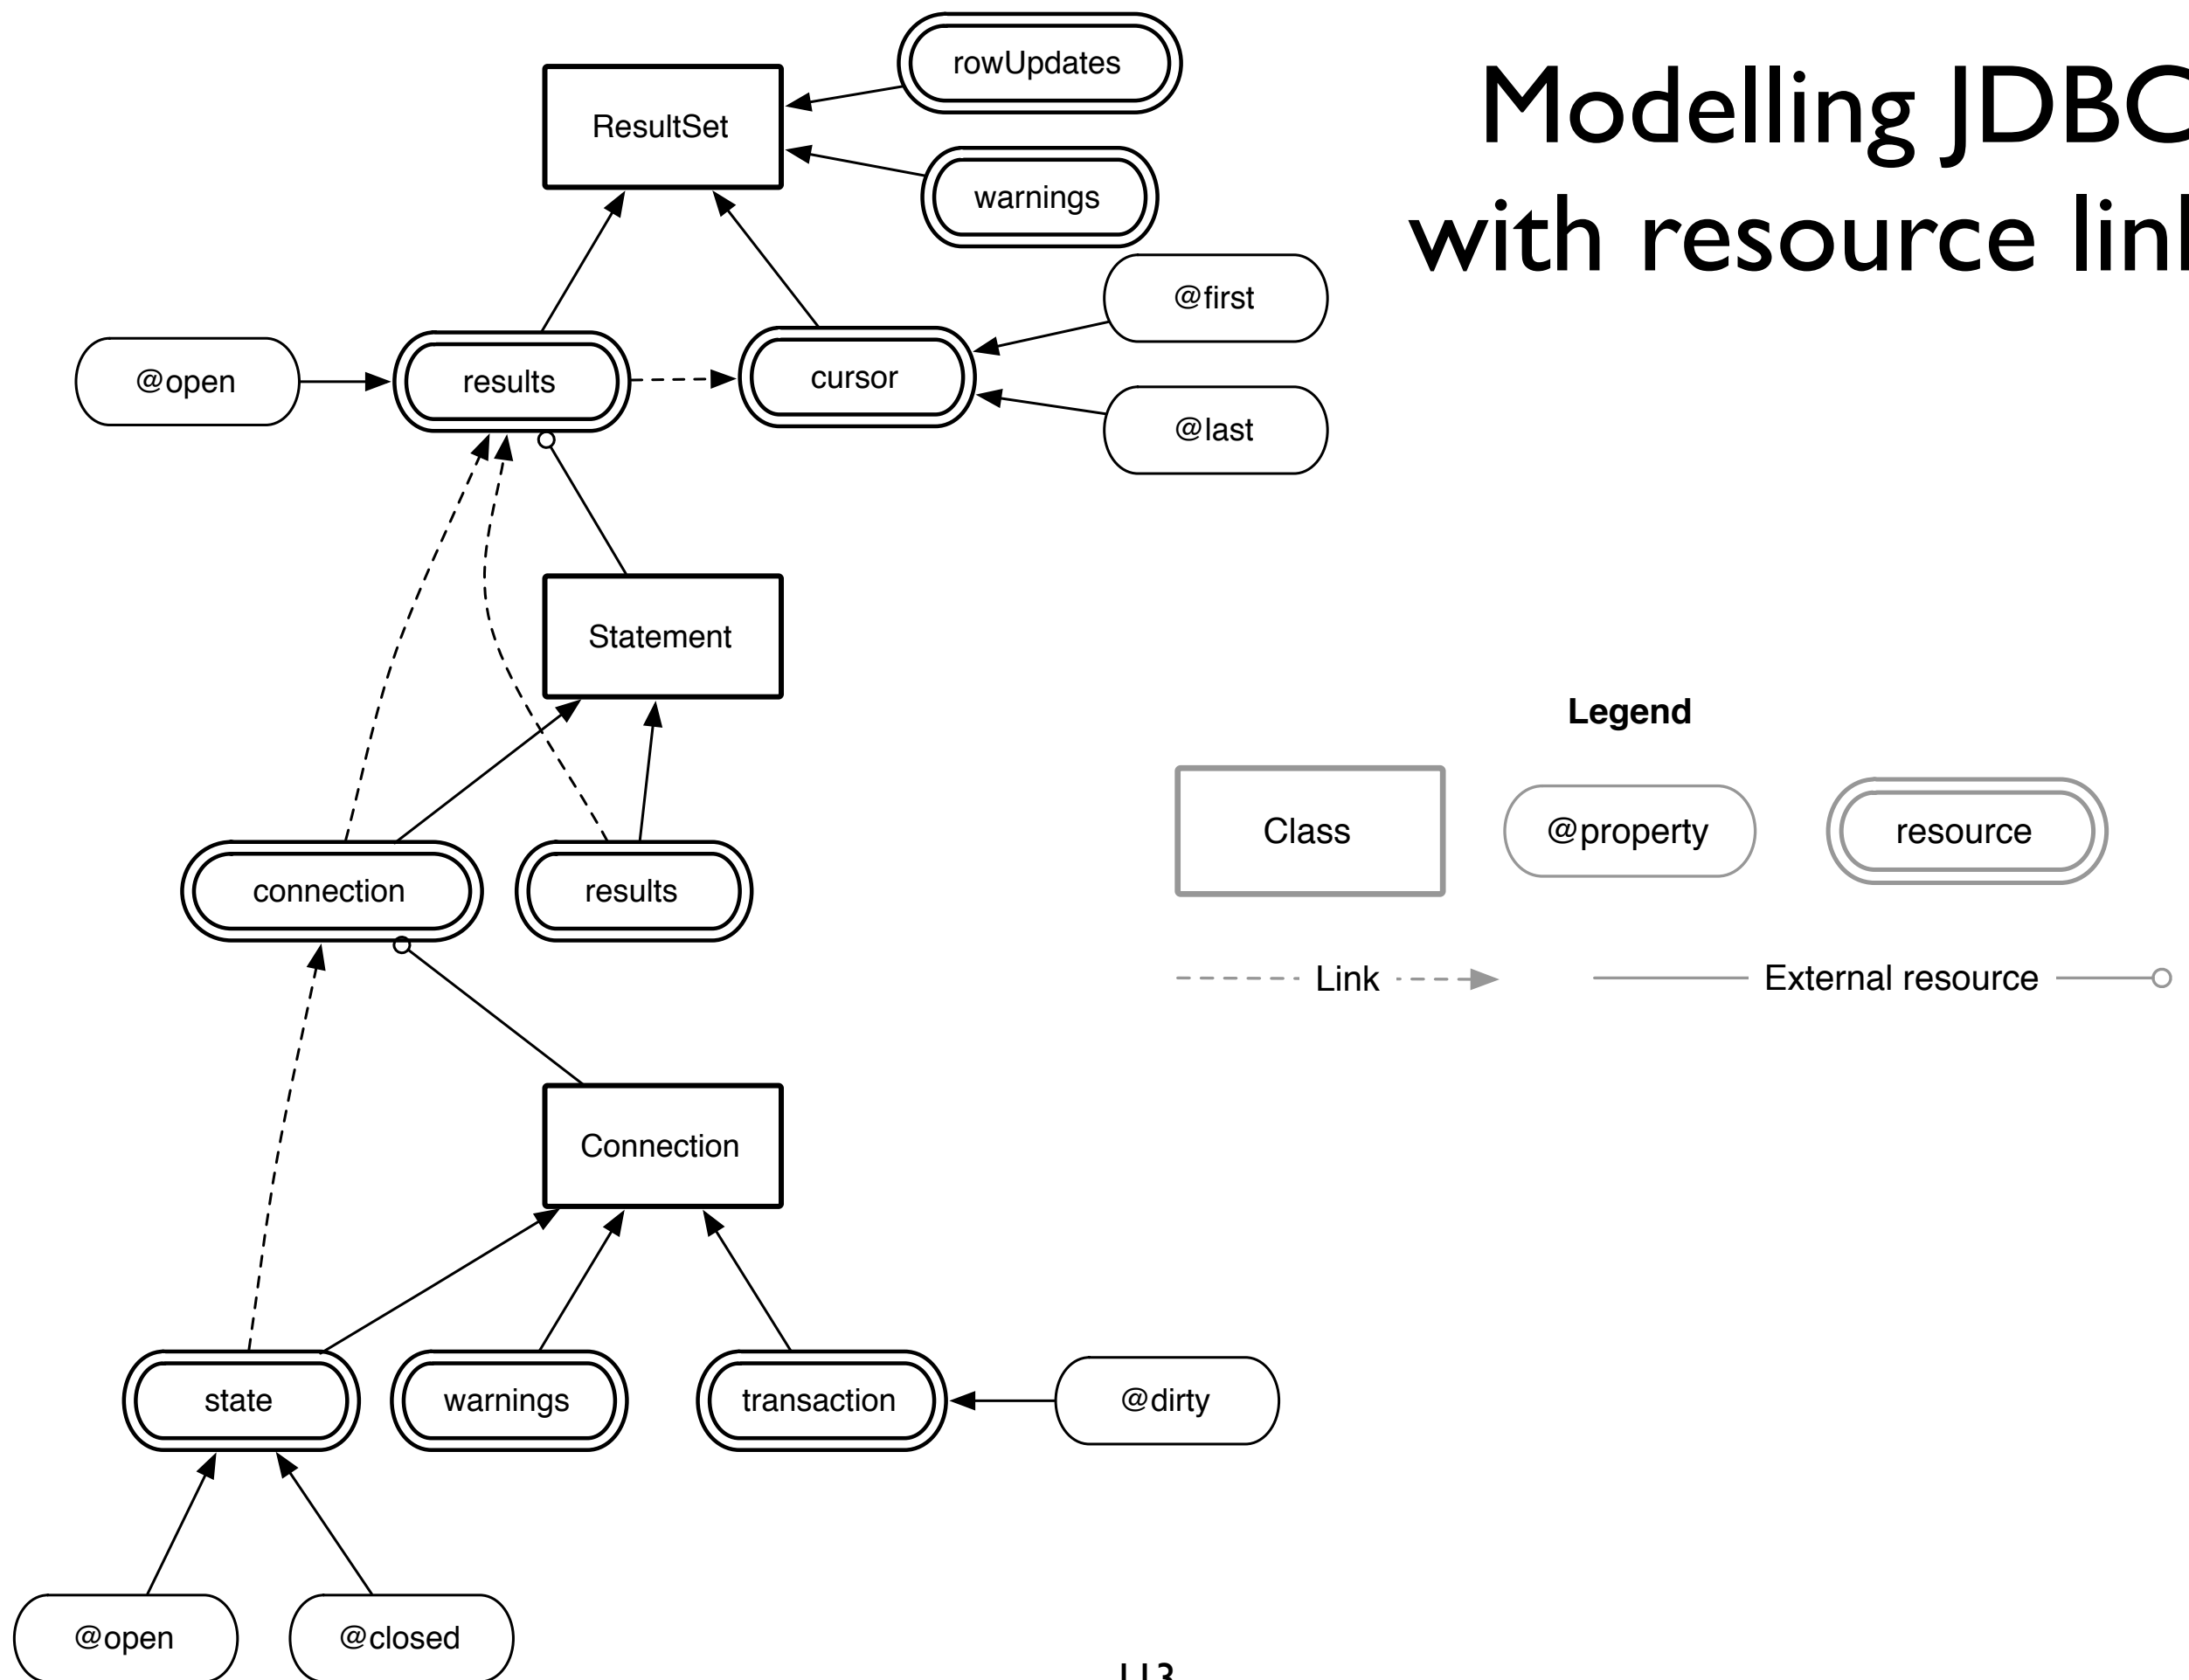 Modelling JDBC
with resource lin
rowUpdates
ResultSet
warnings
@first
@open
results
cursor
@last
Statement
Legend
Class
@property
resource
connection
results
Link
External resource
Connection
state
warnings
transaction
@dirty
@open
@closed
113